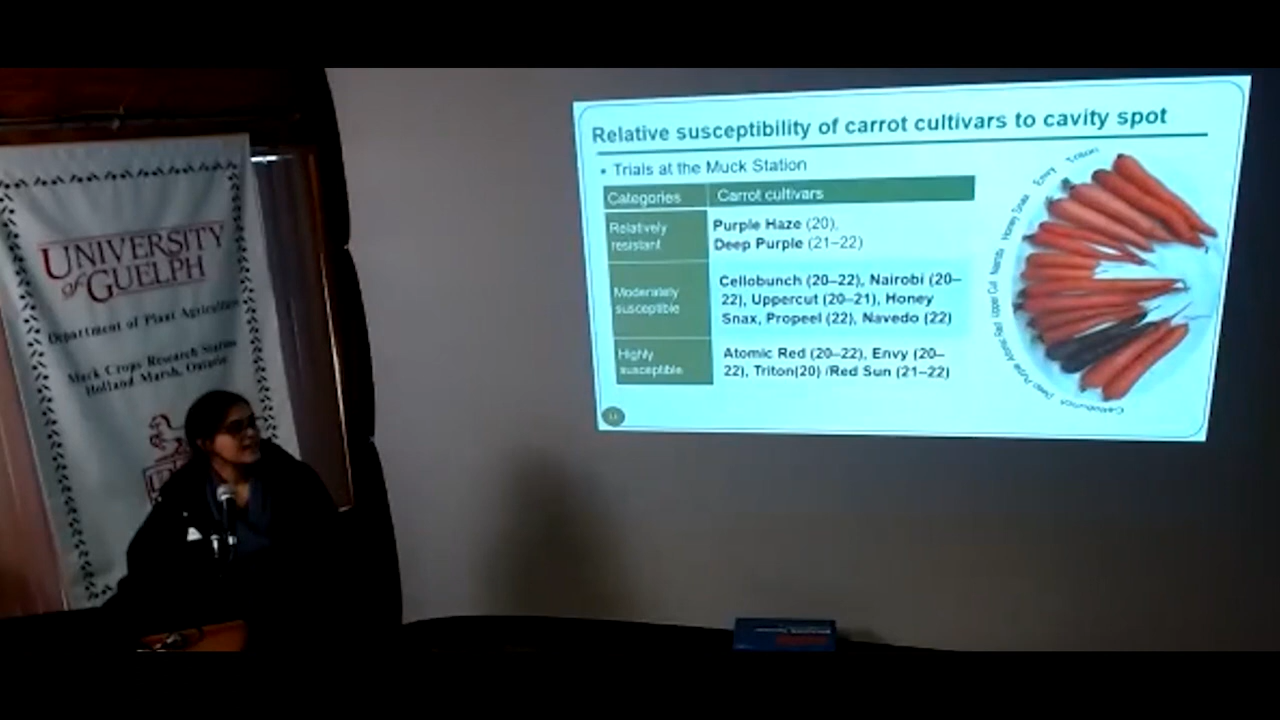 UNIVERSITY
of GUELPH
Department of Plant Agriculture
Muck Crops Research Station
Holland Marsh, Ontario
Relative susceptibility of carrot cultivars to cavity spot
• Trials at the Muck Station
Categories Carrot cultivars
Relatively
resistant
Purple Haze (20),
Deep Purple (21–22)
Moderately
susceptible
Cellobunch (20–22), Nairobi (20–
22), Uppercut (20–21), Honey
Snax, Propeel (22), Navedo (22)
Highly
susceptible
Atomic Red (20–22), Envy (20–
22), Triton(20) /Red Sun (21–22)
Triton
Envy
Honey Snax
Nairobi
Upper Cut
Atomic Red
Deep Purple
Cellobunch